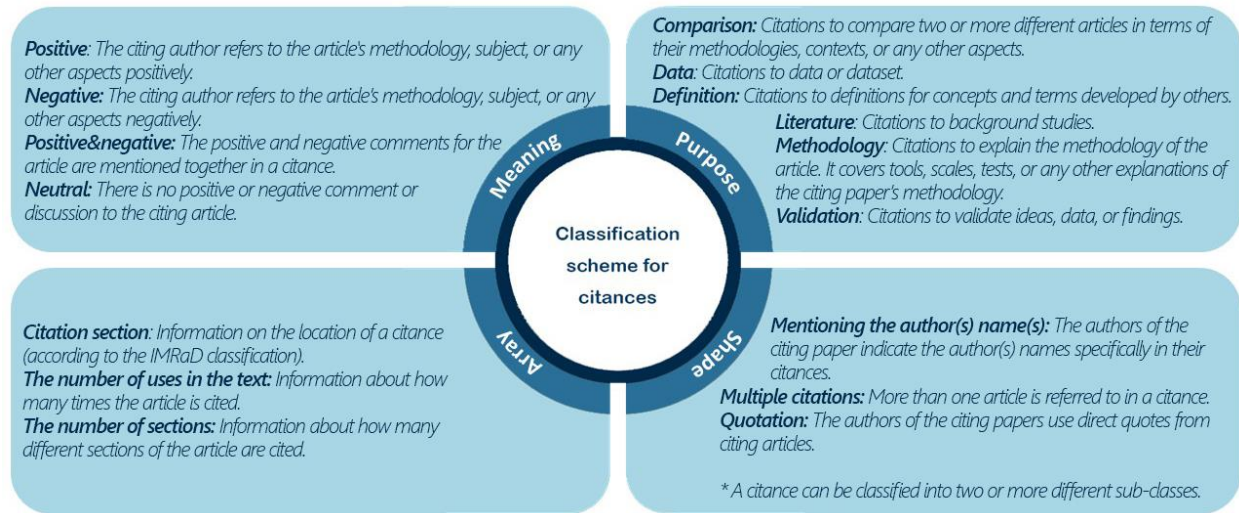 Positive: The citing author refers to the article's methodology, subject, or any
other aspects positively.
Negative: The citing author refers to the article's methodology, subject, or any
other aspects negatively.
Positive&negative: The positive and negative comments for the
article are mentioned together in a citance.
Neutral: There is no positive or negative comment or
discussion to the citing article.
Meaning
Comparison: Citations to compare two or more different articles in terms of
their methodologies, contexts, or any other aspects.
Data: Citations to data or dataset.
Definition: Citations to definitions for concepts and terms developed by others.
Literature: Citations to background studies.
Methodology: Citations to explain the methodology of the
article. It covers tools, scales, tests, or any other explanations of
the citing paper's methodology.
Validation: Citations to validate ideas, data, or findings.
Purpose
Classification
scheme for
citances
Citation section: Information on the location of a citance
(according to the IMRaD classification).
The number of uses in the text: Information about how
many times the article is cited.
The number of sections: Information about how many
different sections of the article are cited.
Array
Mentioning the author(s) name(s): The authors of the
citing paper indicate the author(s) names specifically in their
citances.
Multiple citations: More than one article is referred to in a citance.
Quotation: The authors of the citing papers use direct quotes from
citing articles.
* A citance can be classified into two or more different sub-classes.
Shape